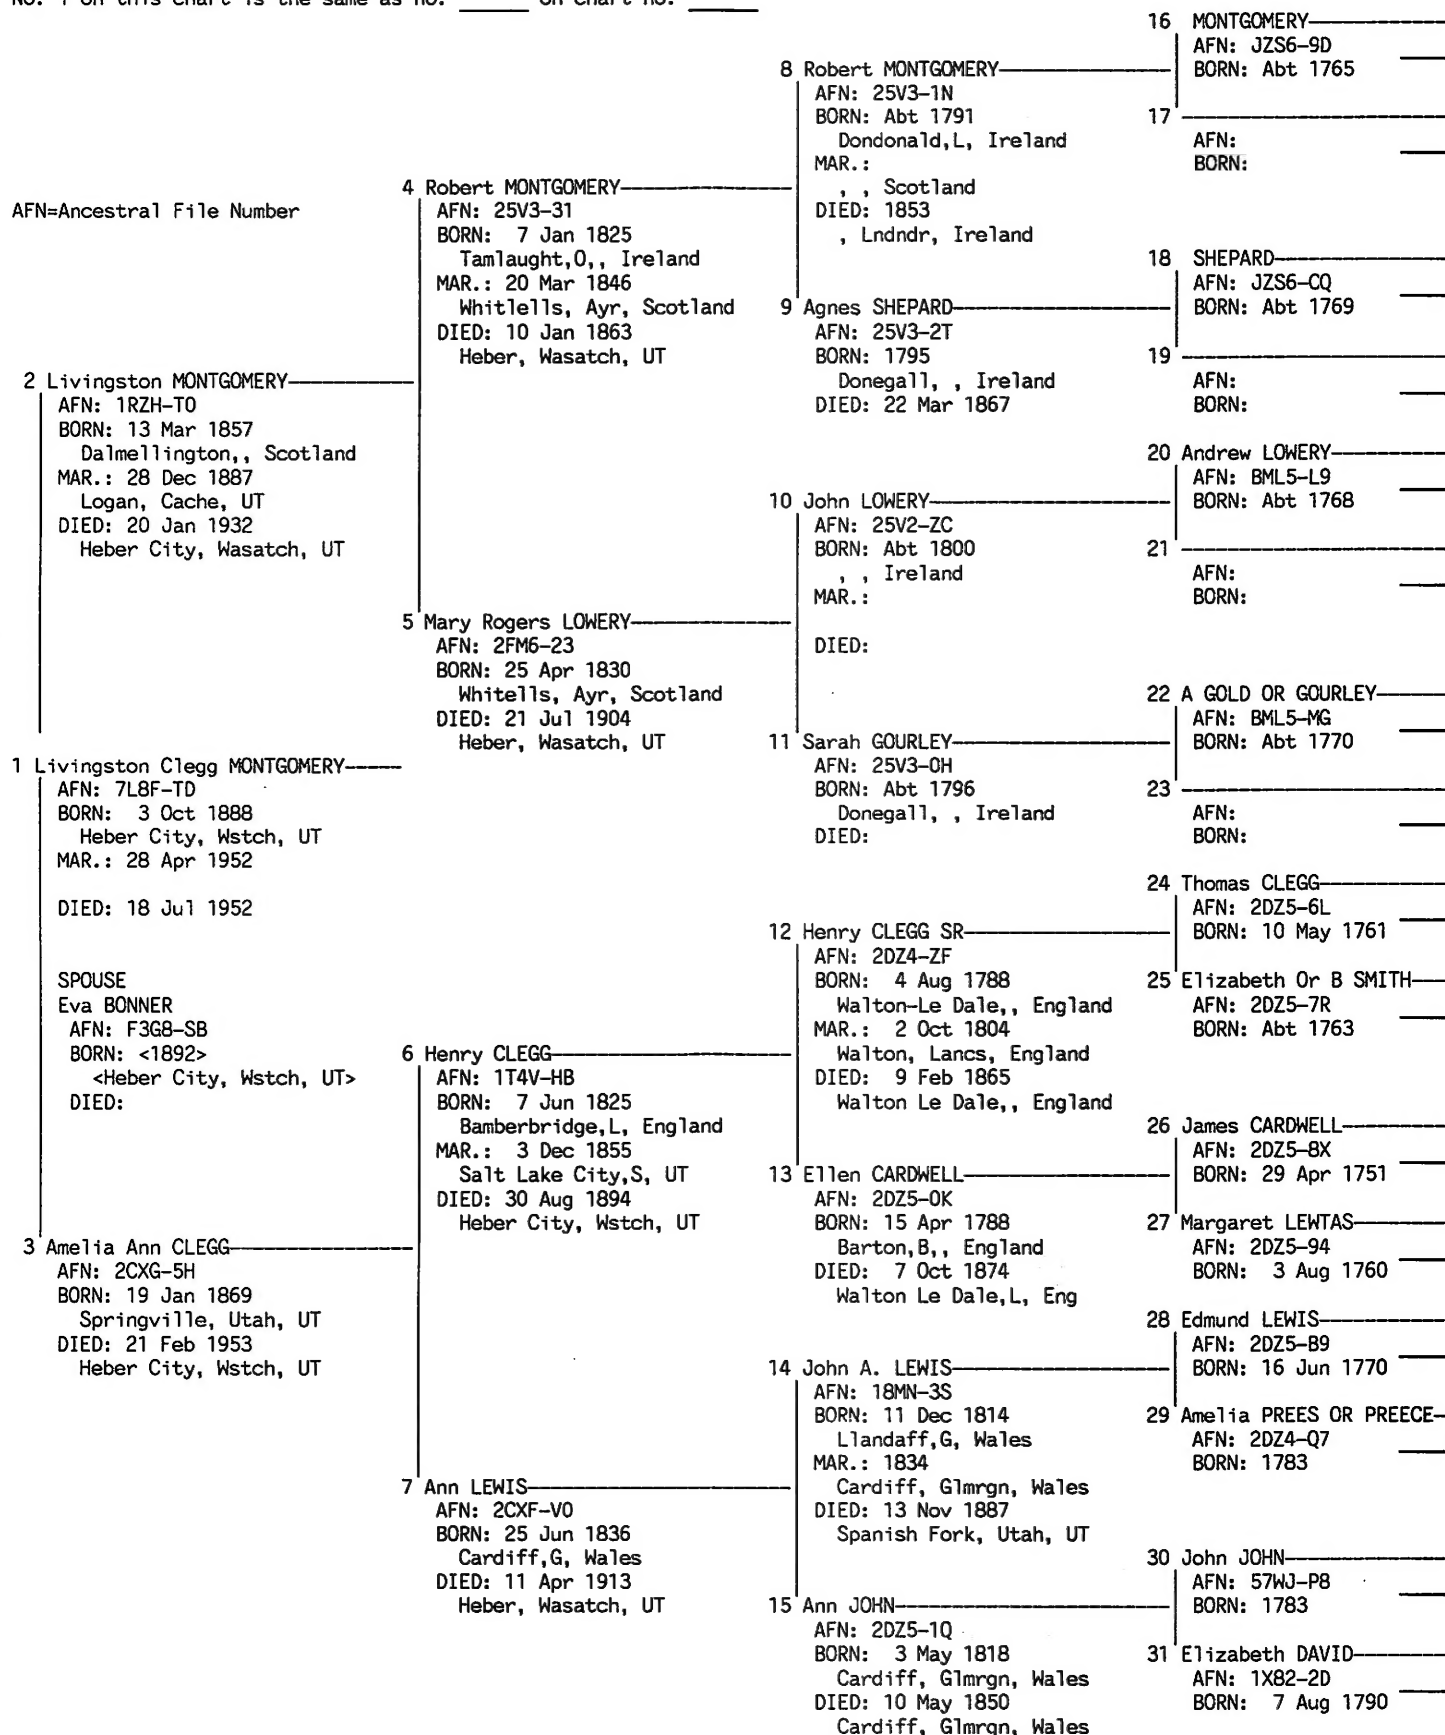 No. 1 on this chart is the same as no. _____ on chart no. _____
AFN=Ancestral File Number
2 Livingston MONTGOMERY
AFN: 1RZH-T0
BORN: 13 Mar 1857
Dalmellington,, Scotland
MAR.: 28 Dec 1887
Logan, Cache, UT
DIED: 20 Jan 1932
Heber City, Wasatch, UT
1 Livingston Clegg MONTGOMERY
AFN: 7L8F-TD
BORN: 3 Oct 1888
Heber City, Wstch, UT
MAR.: 28 Apr 1952
DIED: 18 Jul 1952
SPOUSE
Eva BONNER
AFN: F3G8-SB
BORN: <1892>
<Heber City, Wstch, UT>
DIED:
3 Amelia Ann CLEGG
AFN: 2CXG-5H
BORN: 19 Jan 1869
Springville, Utah, UT
DIED: 21 Feb 1953
Heber City, Wstch, UT
4 Robert MONTGOMERY
AFN: 25V3-31
BORN: 7 Jan 1825
Tamlaught,O,, Ireland
MAR.: 20 Mar 1846
Whitlells, Ayr, Scotland
DIED: 10 Jan 1863
Heber, Wasatch, UT
5 Mary Rogers LOWERY
AFN: 2FM6-23
BORN: 25 Apr 1830
Whitells, Ayr, Scotland
DIED: 21 Jul 1904
Heber, Wasatch, UT
6 Henry CLEGG
AFN: 1T4V-HB
BORN: 7 Jun 1825
Bamberbridge,L, England
MAR.: 3 Dec 1855
Salt Lake City,S, UT
DIED: 30 Aug 1894
Heber City, Wstch, UT
7 Ann LEWIS
AFN: 2CXF-V0
BORN: 25 Jun 1836
Cardiff,G, Wales
DIED: 11 Apr 1913
Heber, Wasatch, UT
8 Robert MONTGOMERY
AFN: 25V3-1N
BORN: Abt 1791
Dondonald,L, Ireland
MAR.:
, , Scotland
DIED: 1853
, Lndndr, Ireland
9 Agnes SHEPARD
AFN: 25V3-2T
BORN: 1795
Donegall, , Ireland
DIED: 22 Mar 1867
10 John LOWERY
AFN: 25V2-ZC
BORN: Abt 1800
, , Ireland
MAR.:
DIED:
11 Sarah GOURLEY
AFN: 25V3-0H
BORN: Abt 1796
Donegall, , Ireland
DIED:
12 Henry CLEGG SR
AFN: 2DZ4-ZF
BORN: 4 Aug 1788
Walton-Le Dale,, England
MAR.: 2 Oct 1804
Walton, Lancs, England
DIED: 9 Feb 1865
Walton Le Dale,, England
13 Ellen CARDWELL
AFN: 2DZ5-0K
BORN: 15 Apr 1788
Barton,B,, England
DIED: 7 Oct 1874
Walton Le Dale,L, Eng
14 John A. LEWIS
AFN: 18MN-3S
BORN: 11 Dec 1814
Llandaff,G, Wales
MAR.: 1834
Cardiff, Glmrgn, Wales
DIED: 13 Nov 1887
Spanish Fork, Utah, UT
15 Ann JOHN
AFN: 2DZ5-1Q
BORN: 3 May 1818
Cardiff, Glmrgn, Wales
DIED: 10 May 1850
Cardiff, Glmrgn, Wales
16 MONTGOMERY
AFN: JZS6-9D
BORN: Abt 1765
17
AFN:
BORN:
18 SHEPARD
AFN: JZS6-CQ
BORN: Abt 1769
19
AFN:
BORN:
20 Andrew LOWERY
AFN: BML5-L9
BORN: Abt 1768
21
AFN:
BORN:
22 A GOLD OR GOURLEY
AFN: BML5-MG
BORN: Abt 1770
23
AFN:
BORN:
24 Thomas CLEGG
AFN: 2DZ5-6L
BORN: 10 May 1761
25 Elizabeth Or B SMITH
AFN: 2DZ5-7R
BORN: Abt 1763
26 James CARDWELL
AFN: 2DZ5-8X
BORN: 29 Apr 1751
27 Margaret LEWTAS
AFN: 2DZ5-94
BORN: 3 Aug 1760
28 Edmund LEWIS
AFN: 2DZ5-B9
BORN: 16 Jun 1770
29 Amelia PREES OR PREECE
AFN: 2DZ4-Q7
BORN: 1783
30 John JOHN
AFN: 57WJ-P8
BORN: 1783
31 Elizabeth DAVID
AFN: 1X82-2D
BORN: 7 Aug 1790